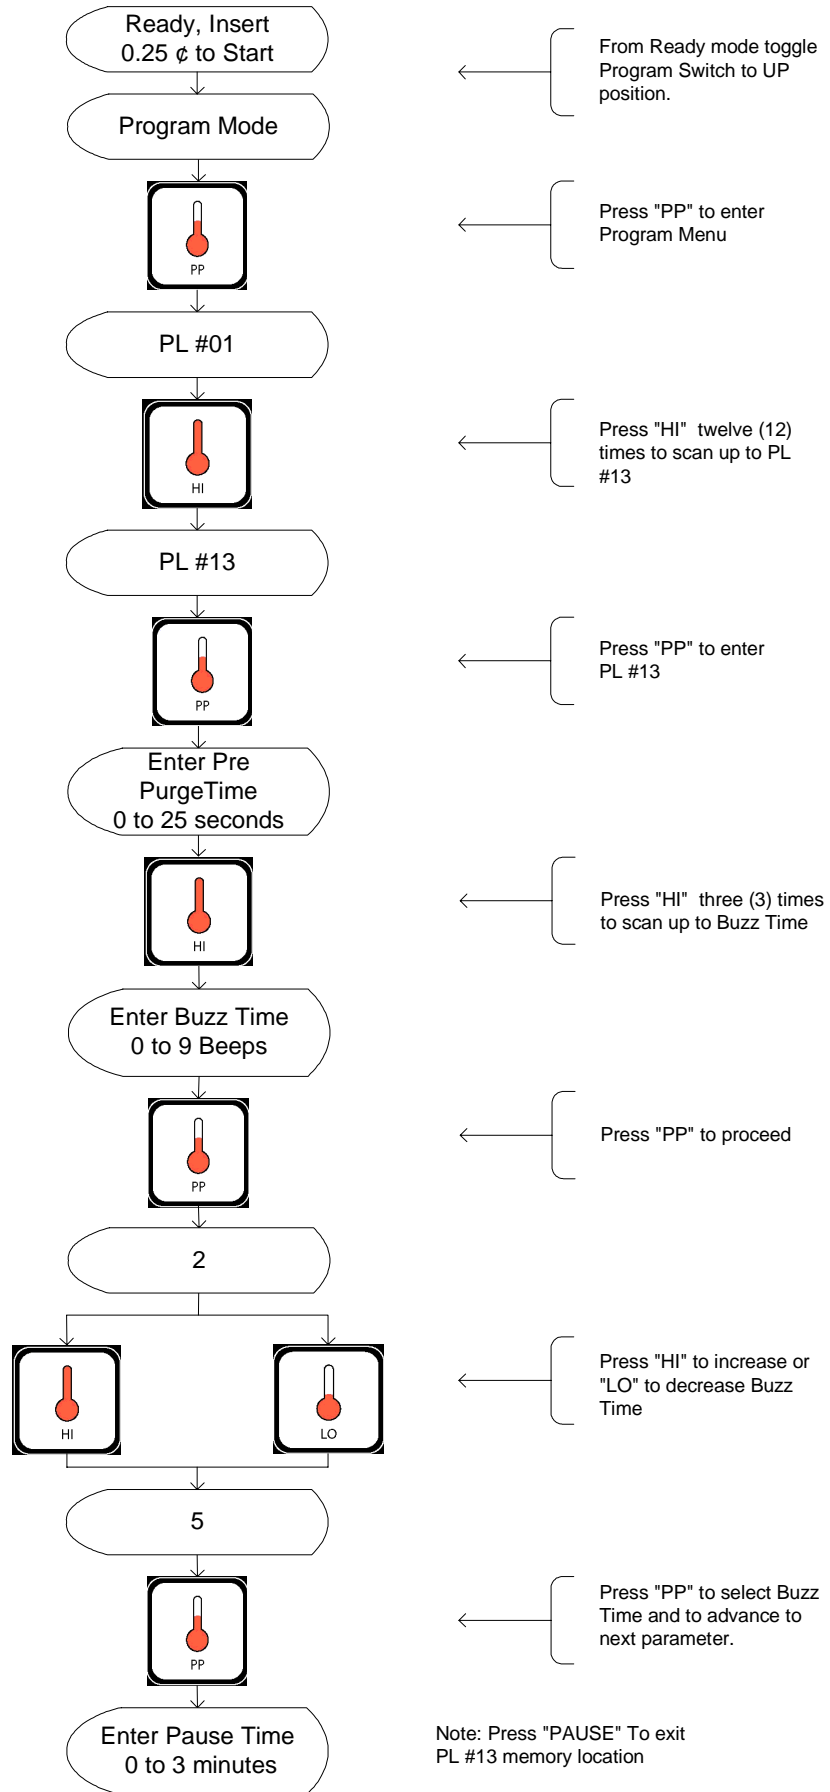 Ready, Insert
0.25 ¢ to Start
From Ready mode toggle
Program Switch to UP
position.
Program Mode
PP
Press "PP" to enter
Program Menu
PL #01
HI
Press "HI"  twelve (12)
times to scan up to PL
#13
PL #13
PP
Press "PP" to enter
PL #13
Enter Pre
PurgeTime
0 to 25 seconds
HI
Press "HI"  three (3) times
to scan up to Buzz Time
Enter Buzz Time
0 to 9 Beeps
PP
Press "PP" to proceed
2
HI
LO
Press "HI" to increase or
"LO" to decrease Buzz
Time
5
PP
Press "PP" to select Buzz
Time and to advance to
next parameter.
Enter Pause Time
0 to 3 minutes
Note: Press "PAUSE" To exit
PL #13 memory location